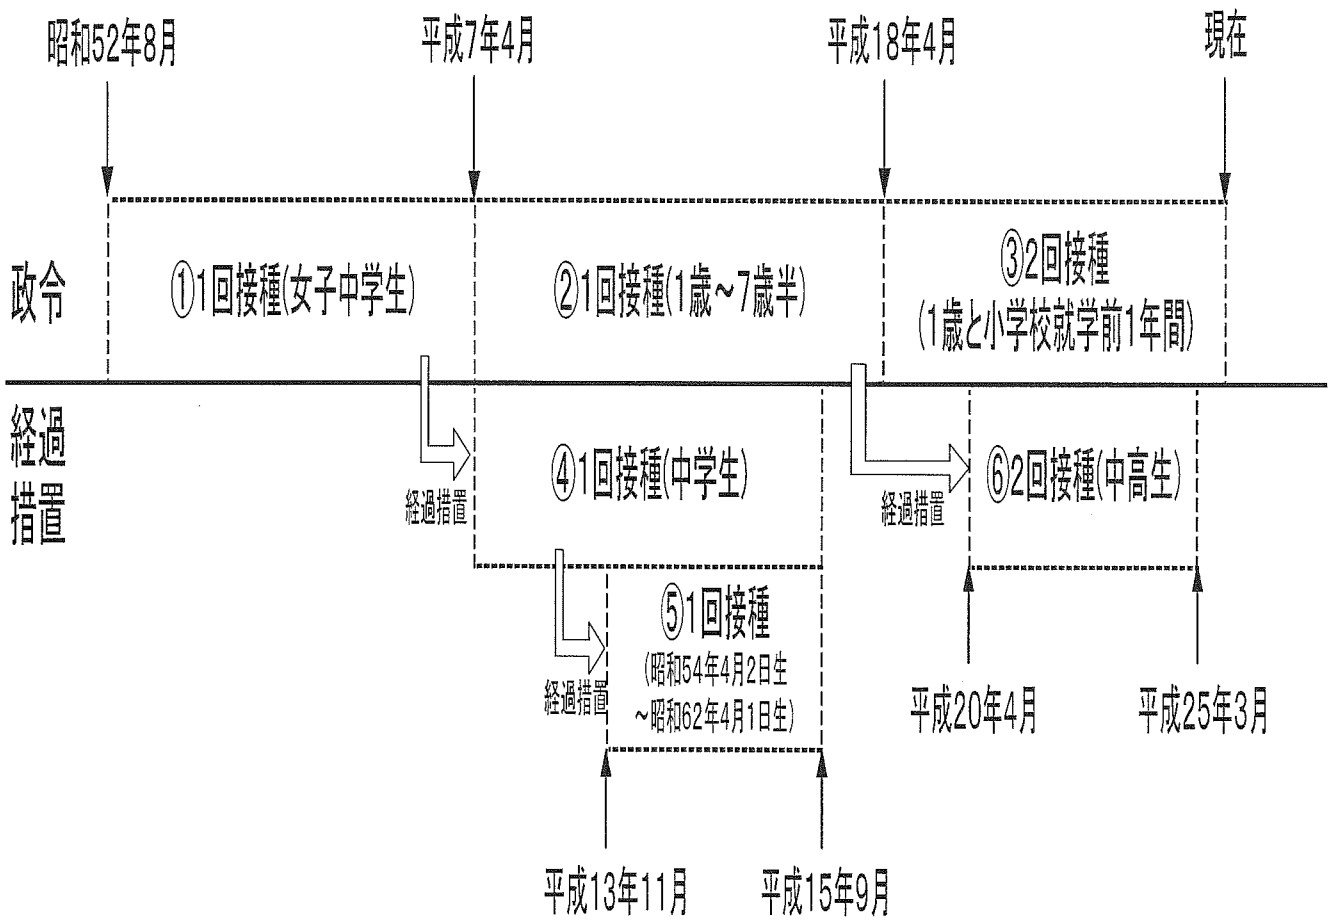 昭和52年8月
平成7年4月
平成18年4月
現在
政令
①1回接種(女子中学生)
②1回接種(1歳~7歳半)
③2回接種
(1歳と小学校就学前1年間)
経過
措置
経過措置
④1回接種(中学生)
経過措置
⑥2回接種(中高生)
経過措置
⑤1回接種
(昭和54年4月2日生
~昭和62年4月1日生)
平成20年4月
平成25年3月
平成13年11月
平成15年9月